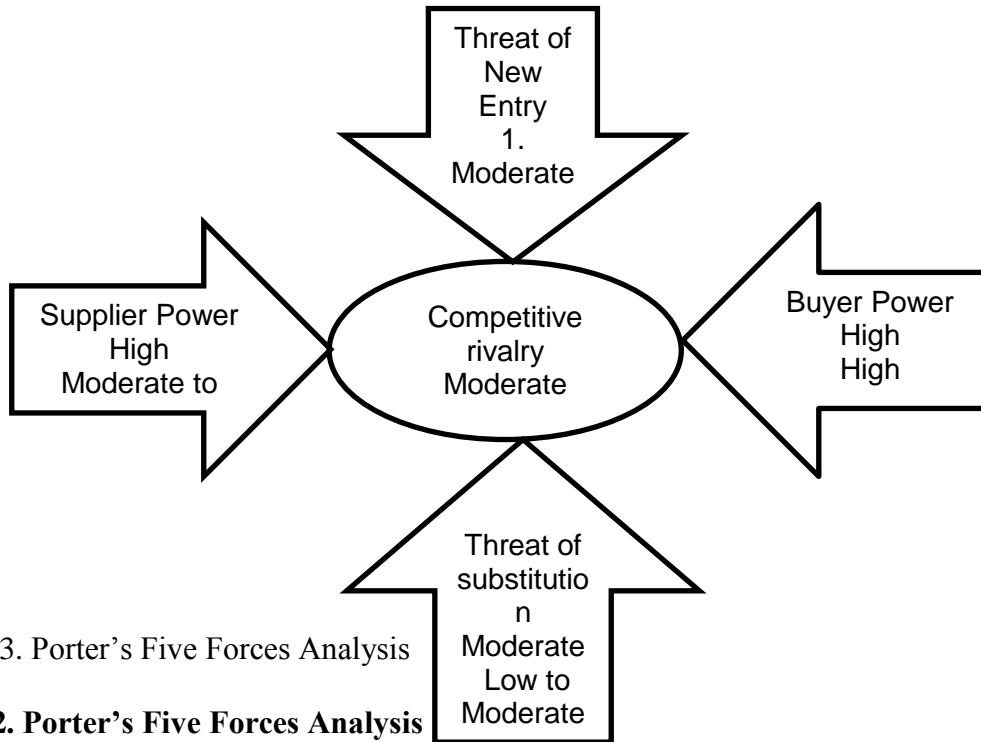 Threat of
New
Entry
1.
Moderate
Supplier Power
High
Moderate to
Competitive
rivalry
Moderate
Buyer Power
High
High
Threat of
substitutio
n
Moderate
Low to
Moderate
3. Porter’s Five Forces Analysis
2. Porter’s Five Forces Analysis